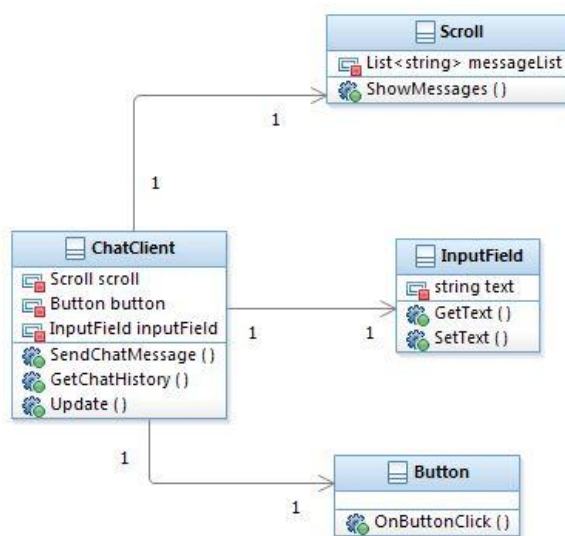 Scroll
List<string> messageList
ShowMessages ( )
1
1
ChatClient
Scroll scroll
Button button
InputField inputField
SendChatMessage ( )
GetChatHistory ( )
Update ( )
1
1
InputField
string text
GetText ( )
SetText ( )
1
1
Button
OnButtonClick ( )